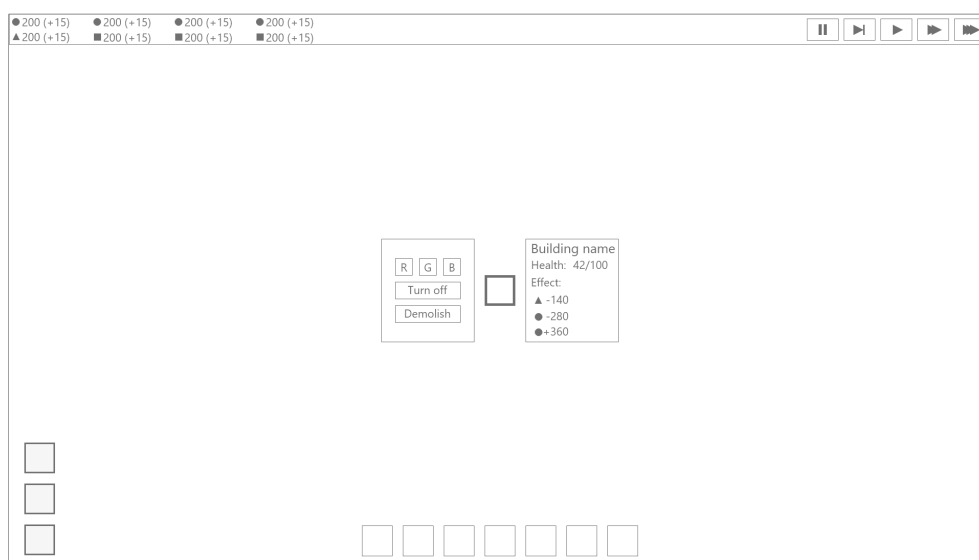 200 (+15) 200 (+15) 200 (+15) 200 (+15)
200 (+15) 200 (+15) 200 (+15) 200 (+15)
R G B
Turn off
Demolish
Building name
Health: 42/100
Effect:
-140
-280
+360